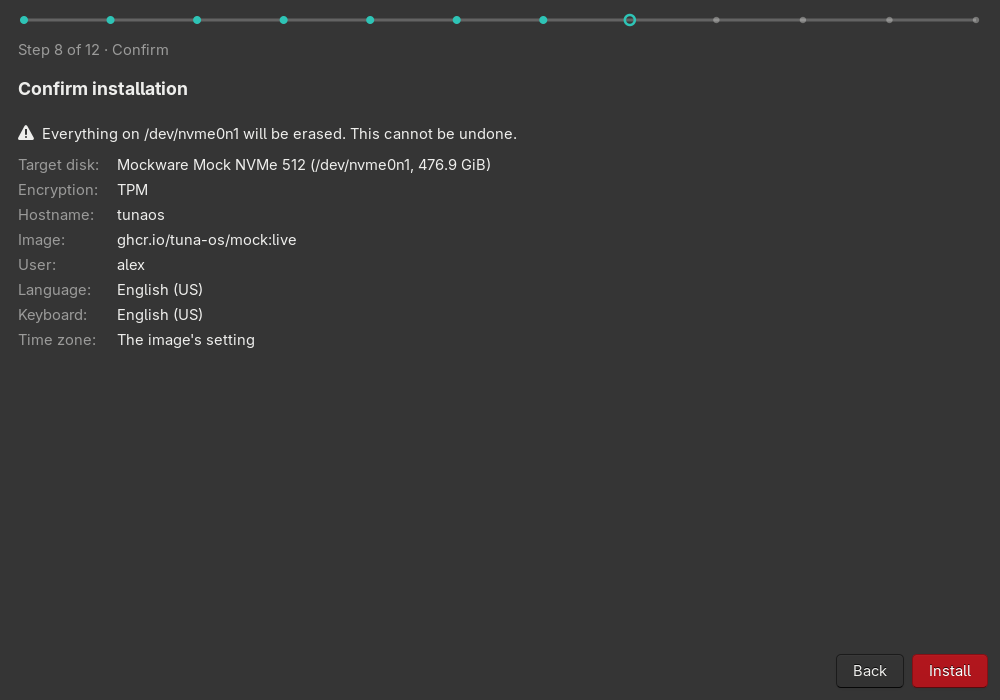 Step 8 of 12 · Confirm
Confirm installation
Everything on /dev/nvme0n1 will be erased. This cannot be undone.
Target disk: Mockware Mock NVMe 512 (/dev/nvme0n1, 476.9 GiB)
Encryption: TPM
Hostname: tunaos
Image: ghcr.io/tuna-os/mock:live
User: alex
Language: English (US)
Keyboard: English (US)
Time zone: The image's setting
Back Install